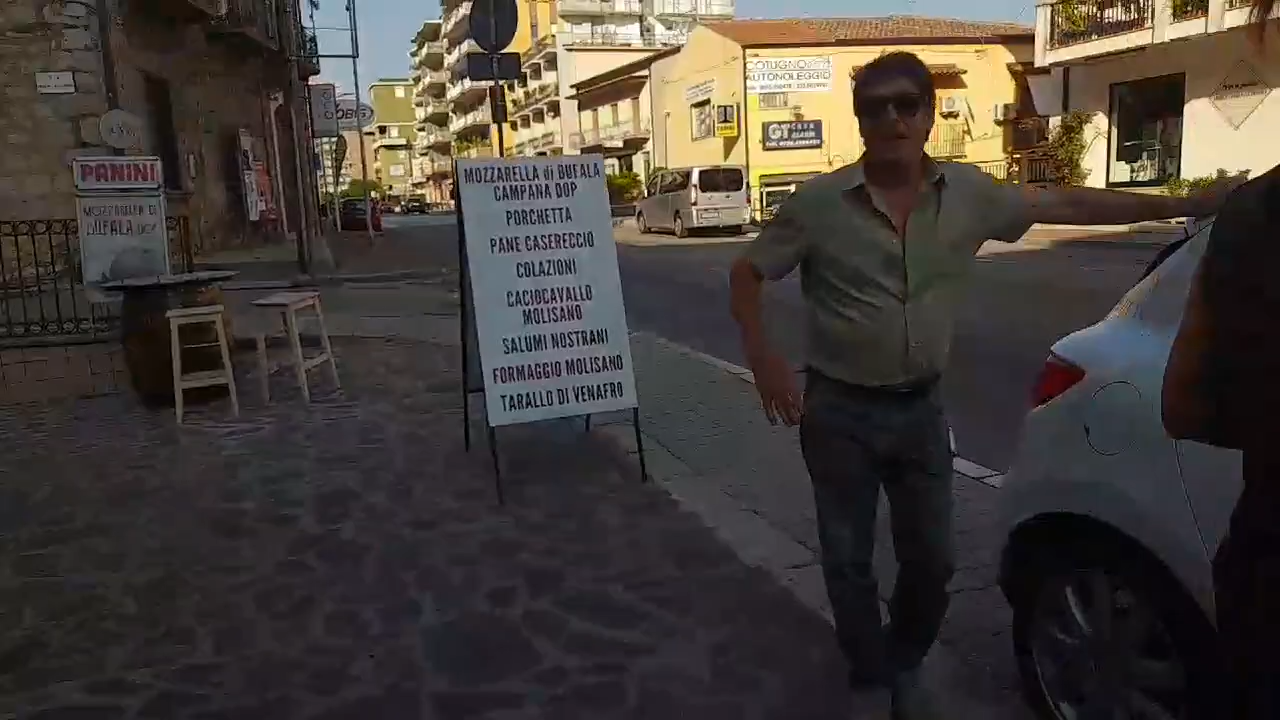 PANINI
MOZZARELLA DI
BUFALA DOP
MOZZARELLA di BUFALA
CAMPANA DOP
PORCHETTA
PANE CASERECCIO
COLAZIONI
CACIOCAVALLO
MOLISANO
SALUMI NOSTRANI
FORMAGGIO MOLISANO
TARALLO DI VENAFRO
COTUGNO
AUTONOLEGGIO